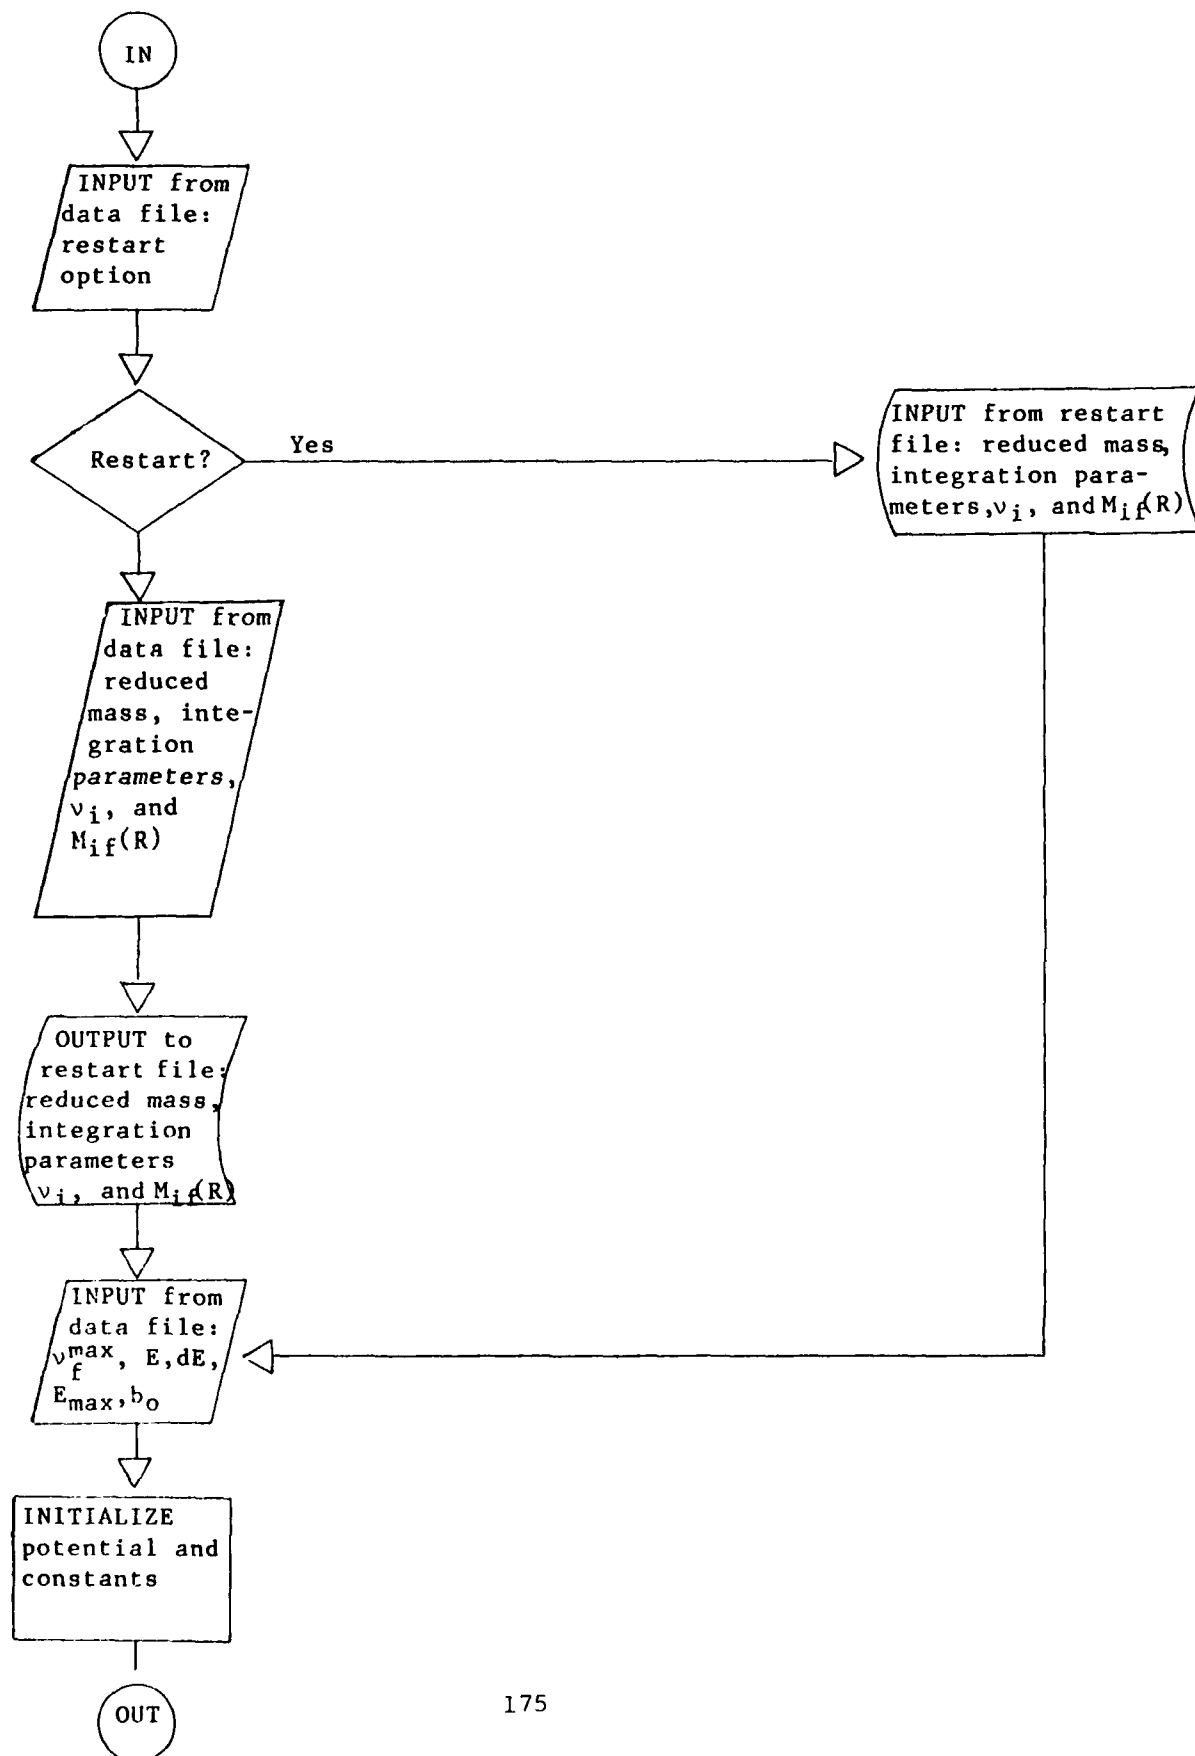 IN
INPUT from
data file:
restart
option
Restart?
Yes
INPUT from restart
file: reduced mass,
integration para-
meters,νi, and Mif(R)
INPUT from
data file:
reduced
mass, inte-
gration
parameters,
νi, and
Mif(R)
OUTPUT to
restart file:
reduced mass,
integration
parameters
νi, and Mif(R)
INPUT from
data file:
νf^max, E,dE,
Emax,bo
INITIALIZE
potential and
constants
OUT
175